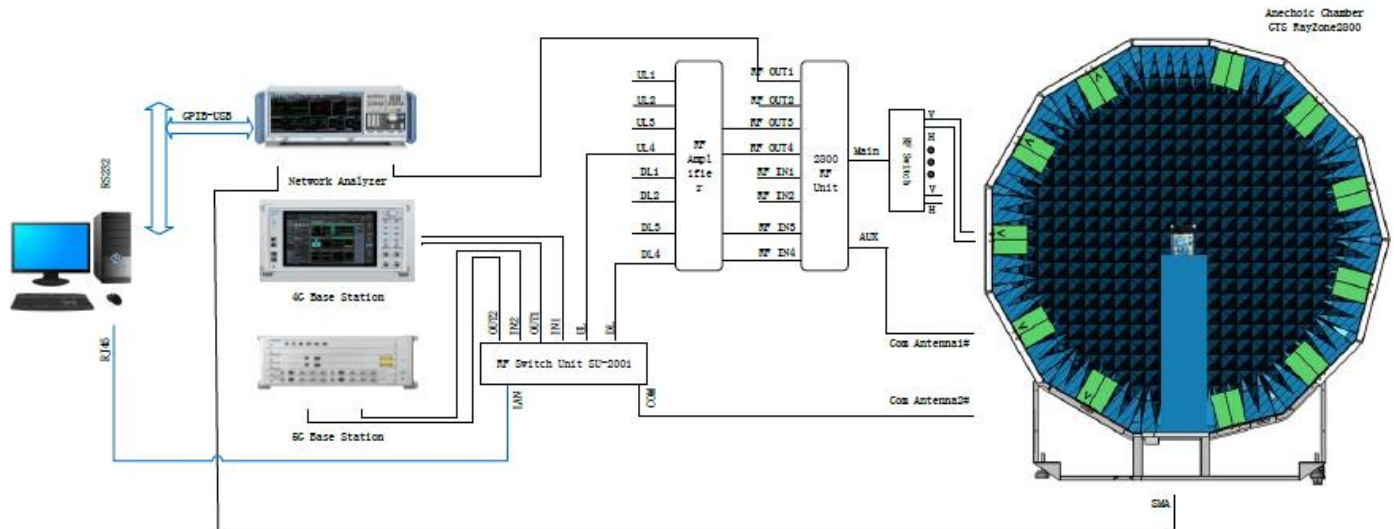 Anechoic Chamber
GTS RayZone2800
GPIB-USB
RS232
Network Analyzer
4G Base Station
5G Base Station
RJ45
UL1
UL2
UL3
UL4
DL1
DL2
DL3
DL4
RF
Ampl
ifie
r
RF OUT1
RF OUT2
RF OUT3
RF OUT4
RF IN1
RF IN2
RF IN3
RF IN4
2800
RF
Unit
Main
AUX
RF Switch
V
H
V
H
OUT2
IN2
OUT1
IN1
UL
DL
RF Switch Unit SU-2001
LAN
COM
Com Antenna1#
Com Antenna2#
V
V
V
SMA